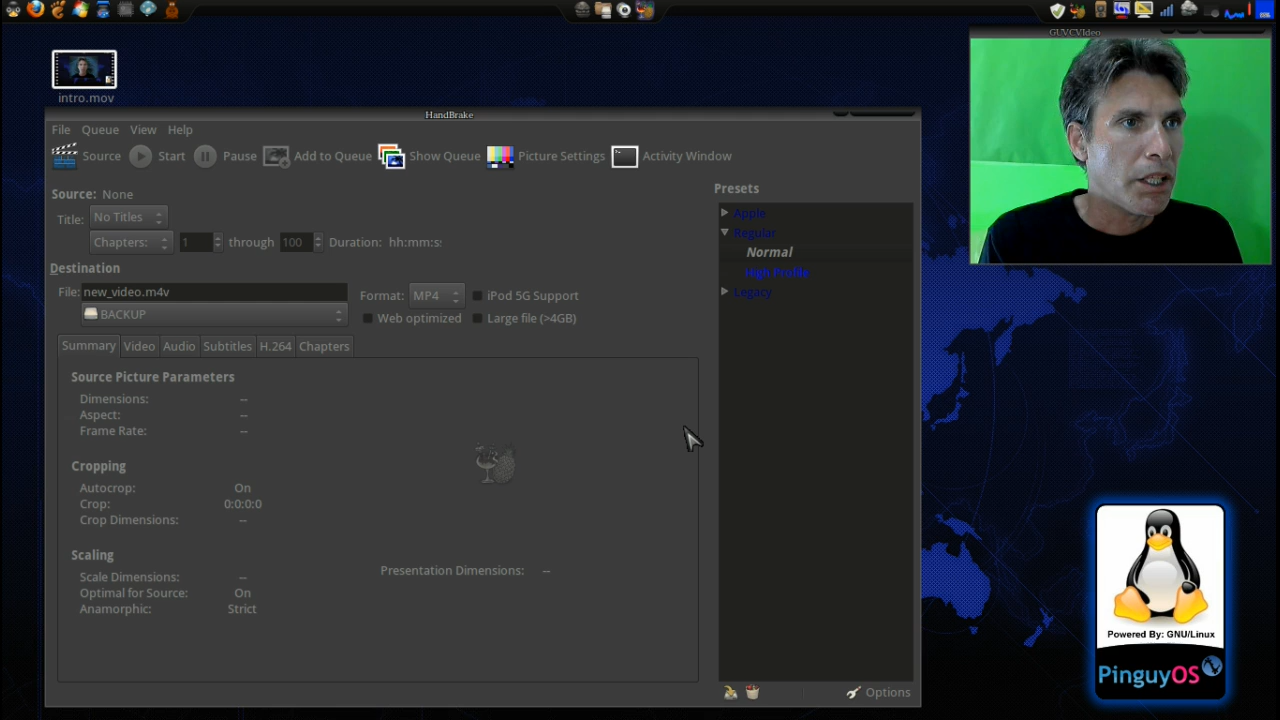 GUVCVIdeo
intro.mov
HandBrake
File Queue View Help
Source Start Pause Add to Queue Show Queue Picture Settings Activity Window
Source: None
Presets
Title: No Titles
Apple
Chapters: 1 through 100 Duration: hh:mm:s:
Regular
Normal
Destination
High Profile
File: new_video.m4v Format: MP4 iPod 5G Support
Legacy
BACKUP Web optimized Large file (>4GB)
Summary Video Audio Subtitles H.264 Chapters
Source Picture Parameters
Dimensions: --
Aspect: --
Frame Rate: --
Cropping
Autocrop: On
Crop: 0:0:0:0
Crop Dimensions: --
Scaling
Scale Dimensions: --
Presentation Dimensions: --
Optimal for Source: On
Anamorphic: Strict
Options
Powered By: GNU/Linux
PinguyOS